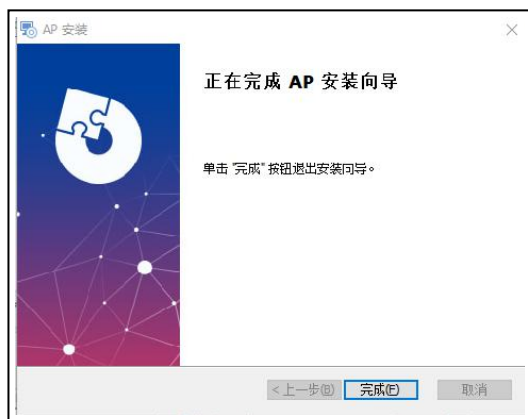 AP 安装
正在完成 AP 安装向导
单击 "完成" 按钮退出安装向导。
<上一步(B)
完成(F)
取消